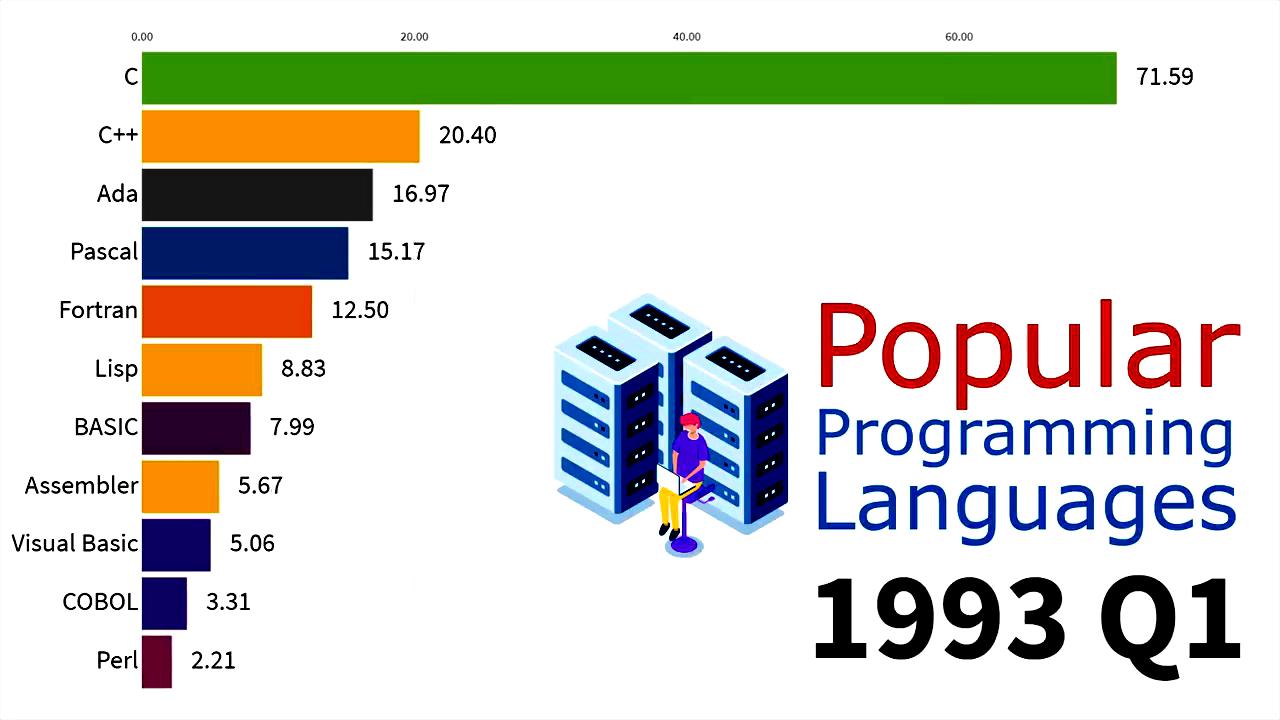 0.00 20.00 40.00 60.00
C 71.59
C++ 20.40
Ada 16.97
Pascal 15.17
Fortran 12.50
Lisp 8.83
BASIC 7.99
Assembler 5.67
Visual Basic 5.06
COBOL 3.31
Perl 2.21
Popular
Programming
Languages
1993 Q1